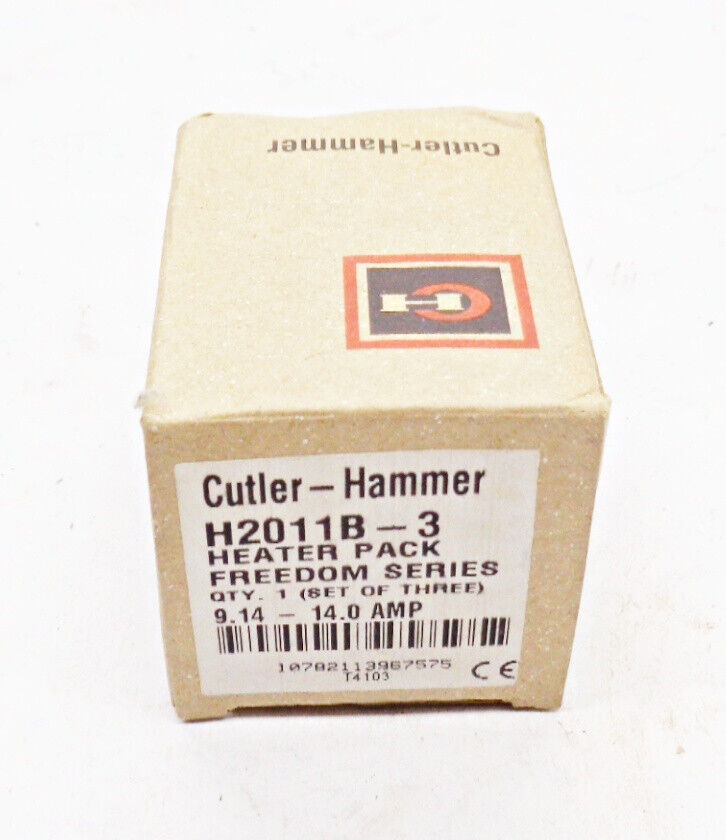 Cutler-Hammer
CH
Cutler-Hammer
H2011B-3
HEATER PACK
FREEDOM SERIES
QTY. 1 (SET OF THREE)
9.14 - 14.0 AMP
10782113967575
T4103
CE